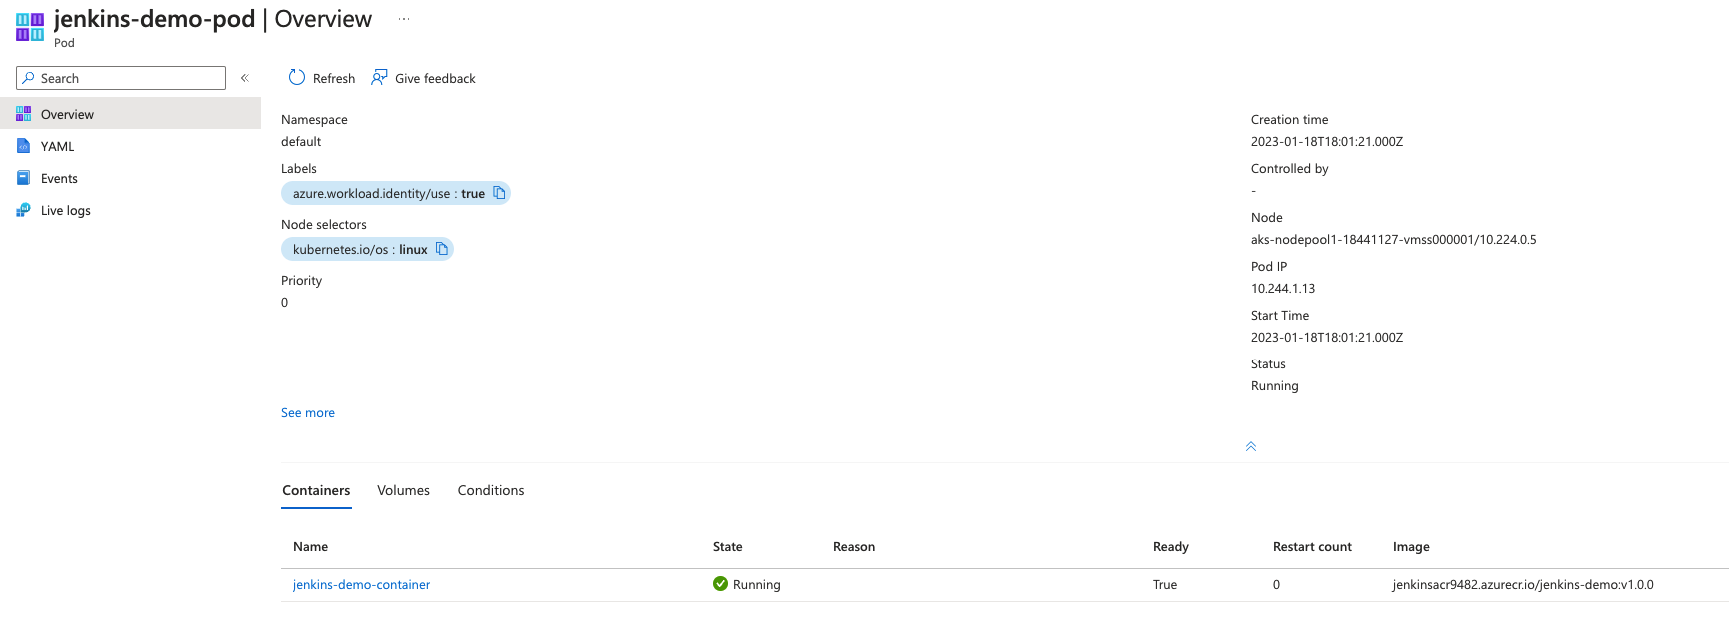 jenkins-demo-pod | Overview ...
Pod
Search «
Overview
YAML
Events
Live logs
Refresh Give feedback
Namespace
default
Labels
azure.workload.identity/use : true
Node selectors
kubernetes.io/os : linux
Priority
0
See more
Creation time
2023-01-18T18:01:21.000Z
Controlled by
-
Node
aks-nodepool1-18441127-vmss000001/10.224.0.5
Pod IP
10.244.1.13
Start Time
2023-01-18T18:01:21.000Z
Status
Running
Containers Volumes Conditions
Name State Reason Ready Restart count Image
jenkins-demo-container Running True 0 jenkinsacr9482.azurecr.io/jenkins-demo:v1.0.0